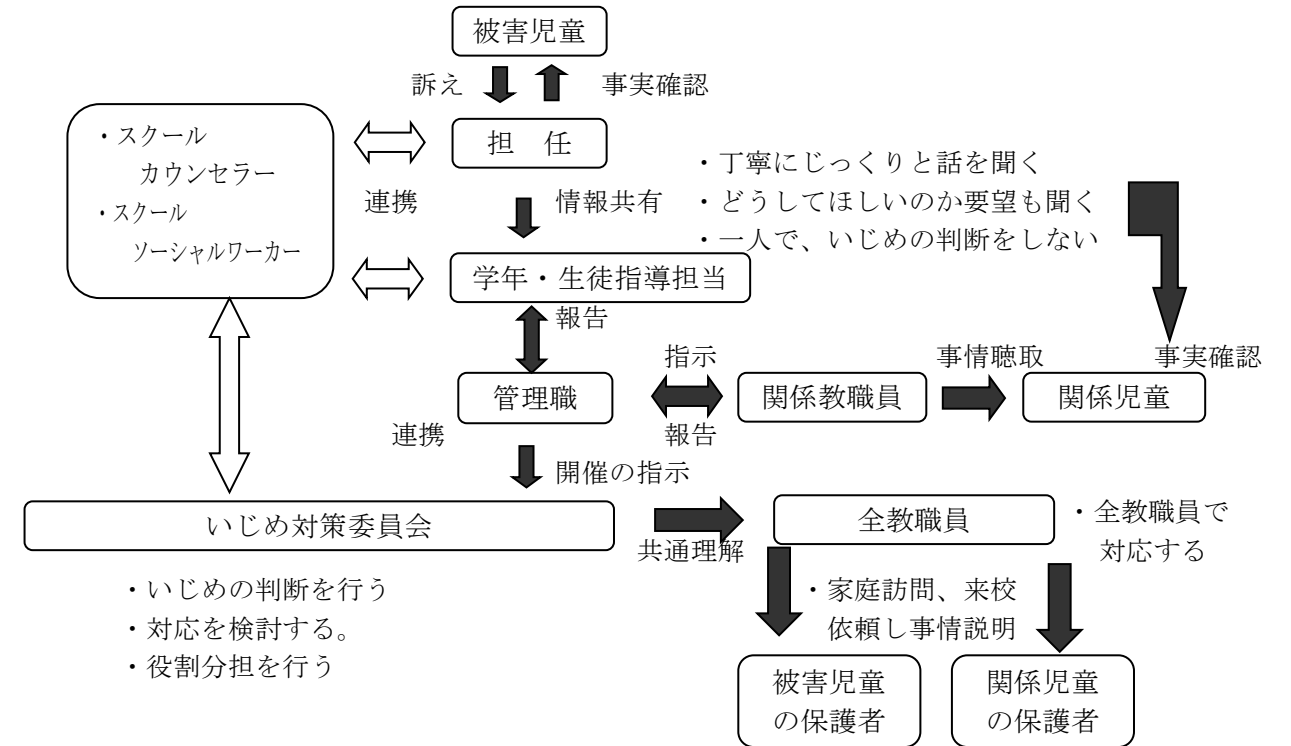 被害児童
訴え
事実確認
担　任
・スクール
カウンセラー
・スクール
ソーシャルワーカー
連携
情報共有
・丁寧にじっくりと話を聞く
・どうしてほしいのか要望も聞く
・一人で、いじめの判断をしない
学年・生徒指導担当
報告
管理職
指示
報告
関係教職員
事情聴取
事実確認
関係児童
連携
開催の指示
いじめ対策委員会
共通理解
全教職員
・全教職員で
対応する
・いじめの判断を行う
・対応を検討する。
・役割分担を行う
・家庭訪問、来校
依頼し事情説明
被害児童
の保護者
関係児童
の保護者